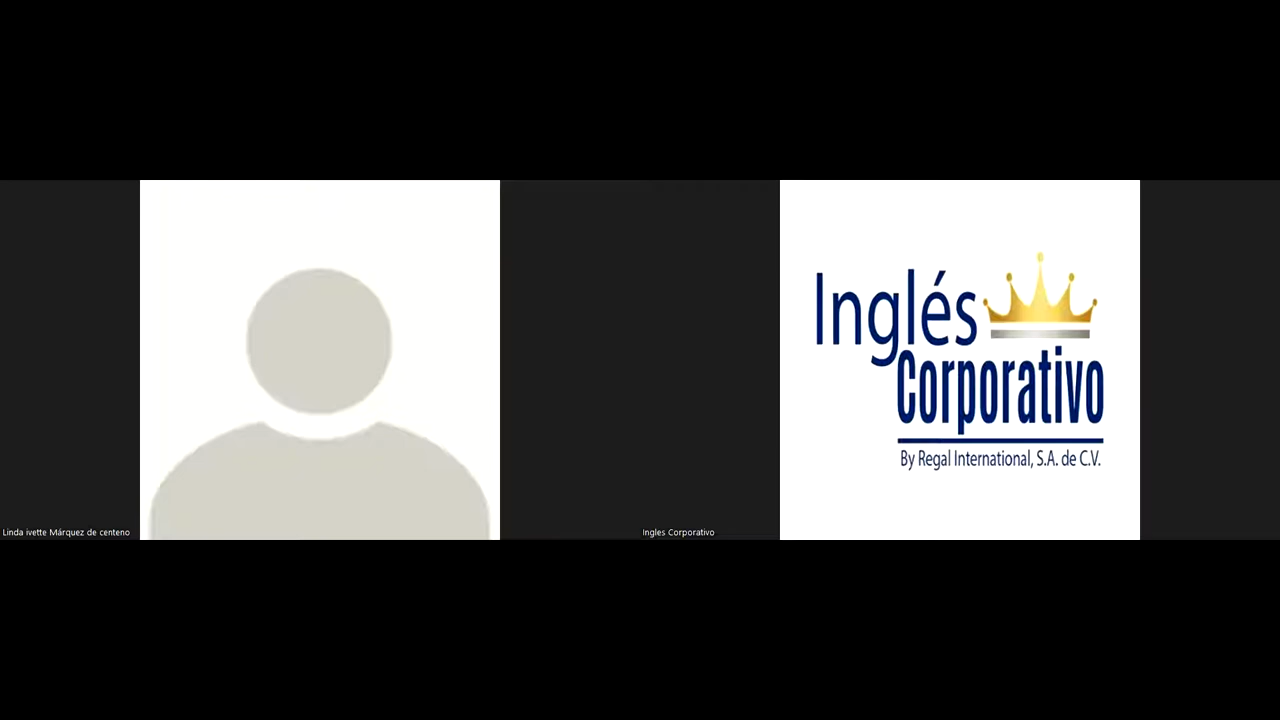 Inglés
Corporativo
By Regal International, S.A. de C.V.
Linda ivette Márquez de centeno
Ingles Corporativo